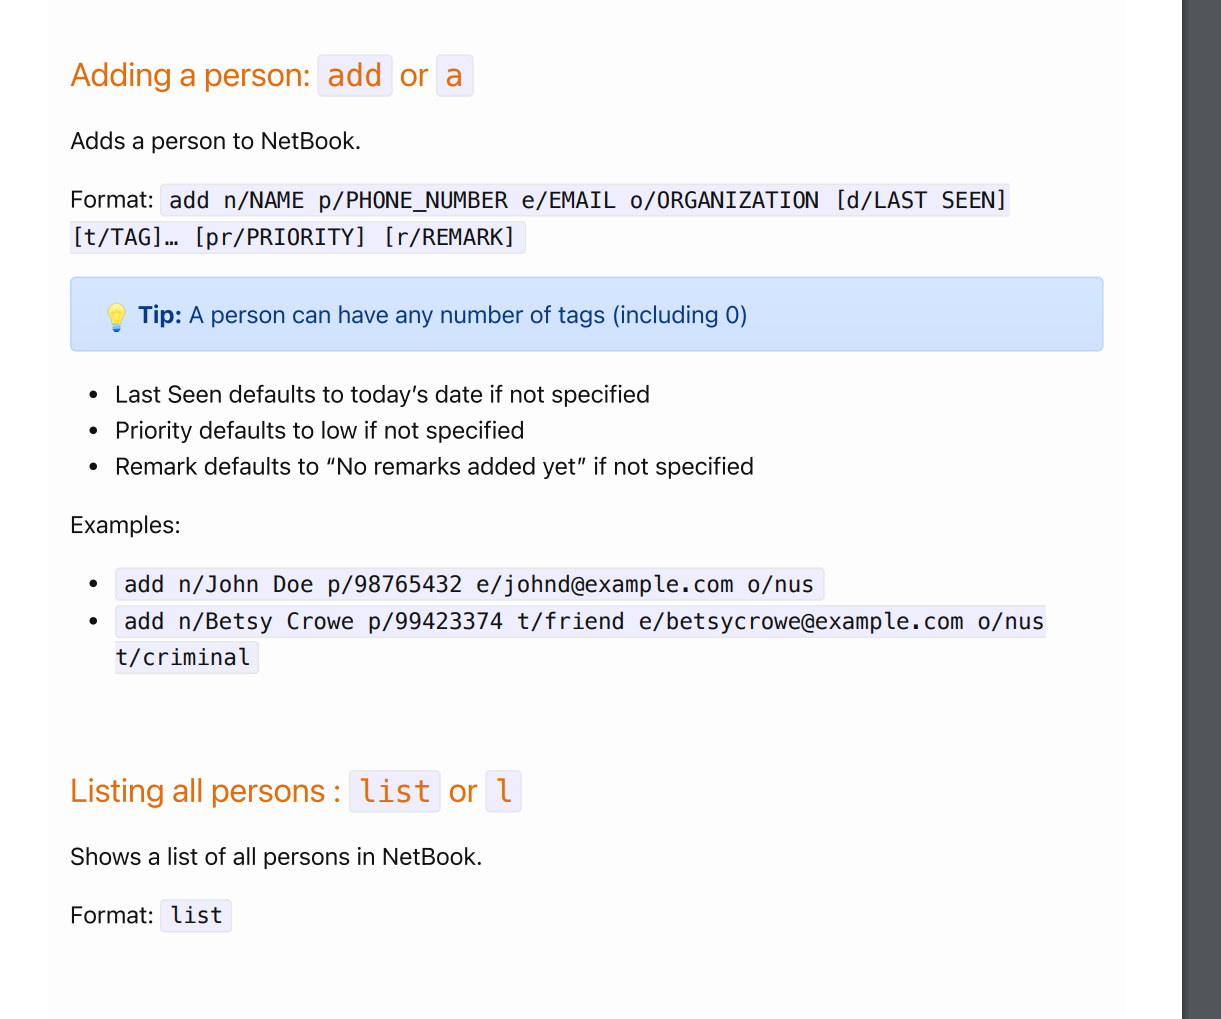 Adding a person: add or a
Adds a person to NetBook.
Format: add n/NAME p/PHONE_NUMBER e/EMAIL o/ORGANIZATION [d/LAST SEEN]
[t/TAG]… [pr/PRIORITY] [r/REMARK]
💡 Tip: A person can have any number of tags (including 0)
• Last Seen defaults to today’s date if not specified
• Priority defaults to low if not specified
• Remark defaults to “No remarks added yet” if not specified
Examples:
• add n/John Doe p/98765432 e/johnd@example.com o/nus
• add n/Betsy Crowe p/99423374 t/friend e/betsycrowe@example.com o/nus
t/criminal
Listing all persons : list or l
Shows a list of all persons in NetBook.
Format: list